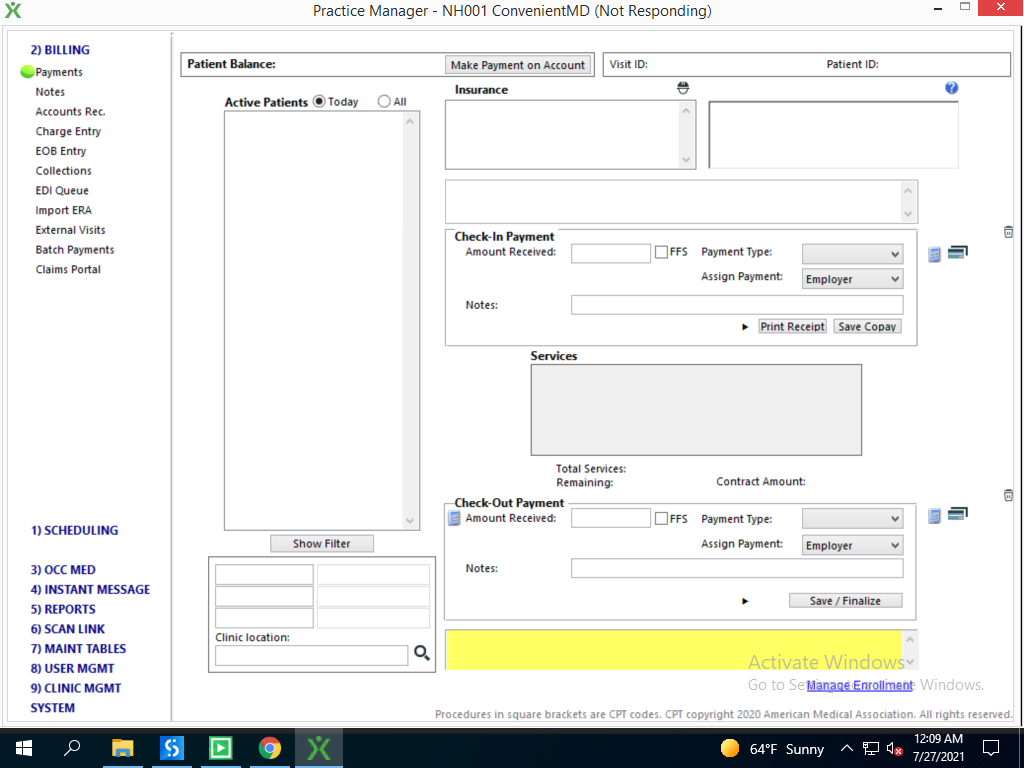 Practice Manager - NH001 ConvenientMD (Not Responding)
2) BILLING
Payments
Notes
Accounts Rec.
Charge Entry
EOB Entry
Collections
EDI Queue
Import ERA
External Visits
Batch Payments
Claims Portal
1) SCHEDULING
3) OCC MED
4) INSTANT MESSAGE
5) REPORTS
6) SCAN LINK
7) MAINT TABLES
8) USER MGMT
9) CLINIC MGMT
SYSTEM
Patient Balance:
Make Payment on Account
Visit ID:
Patient ID:
Active Patients Today All
Show Filter
Clinic location:
Insurance
?
Check-In Payment
Amount Received: FFS Payment Type:
Assign Payment: Employer
Notes:
Print Receipt Save Copay
Services
Total Services:
Remaining: Contract Amount:
Check-Out Payment
Amount Received: FFS Payment Type:
Assign Payment: Employer
Notes:
Save / Finalize
Activate Windows
Go to Settings to activate Windows.
Manage Enrollment
Procedures in square brackets are CPT codes. CPT copyright 2020 American Medical Association. All rights reserved.
64°F Sunny
12:09 AM
7/27/2021